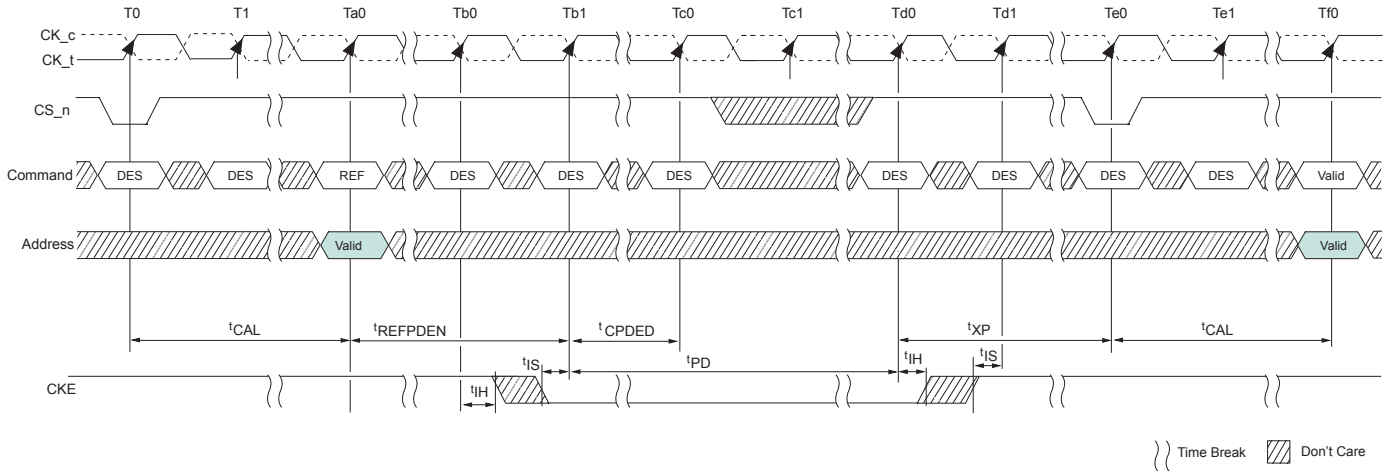 T0 T1 Ta0 Tb0 Tb1 Tc0 Tc1 Td0 Td1 Te0 Te1 Tf0
CK_c
CK_t
CS_n
Command DES DES REF DES DES DES DES DES DES DES Valid
Address Valid Valid
tCAL tREFPDEN tCPDED tXP tCAL
tIS tPD tIH tIS
CKE tIH
Time Break Don't Care